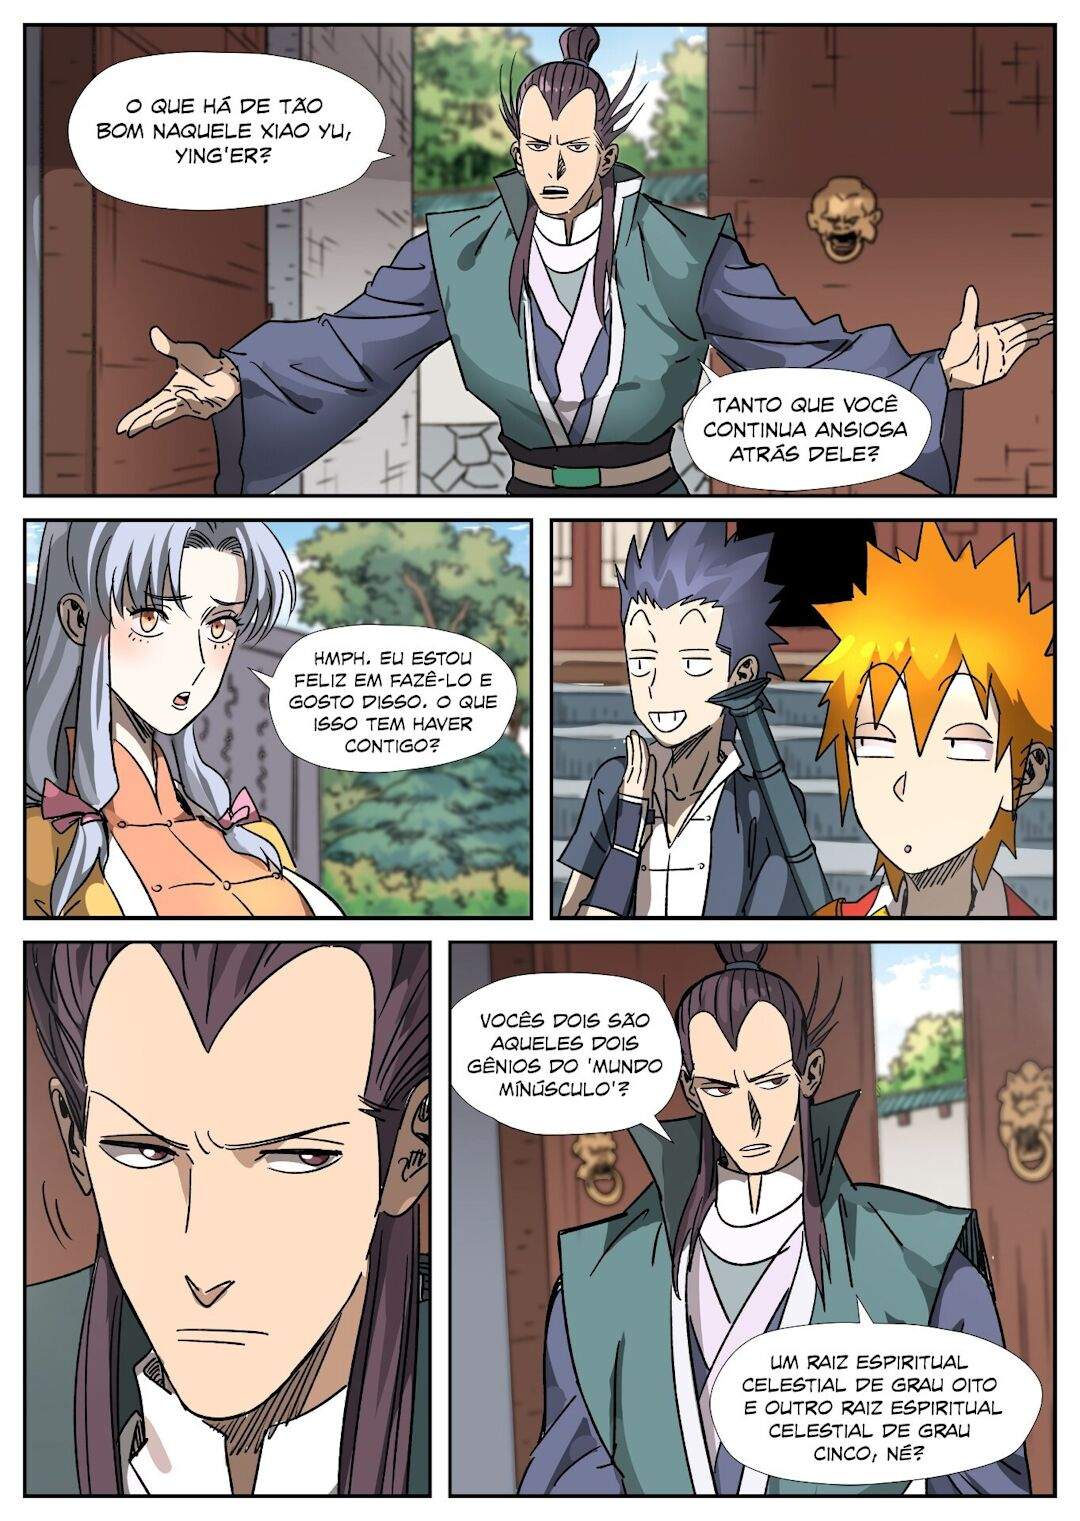 O QUE HÁ DE TÃO
BOM NAQUELE XIAO YU,
YING'ER?
TANTO QUE VOCÊ
CONTINUA ANSIOSA
ATRÁS DELE?
HMPH. EU ESTOU
FELIZ EM FAZÊ-LO E
GOSTO DISSO. O QUE
ISSO TEM HAVER
CONTIGO?
VOCÊS DOIS SÃO
AQUELES DOIS
GÊNIOS DO 'MUNDO
MÍNÚSCULO'?
UM RAIZ ESPIRITUAL
CELESTIAL DE GRAU OITO
E OUTRO RAIZ ESPIRITUAL
CELESTIAL DE GRAU
CINCO, NÉ?